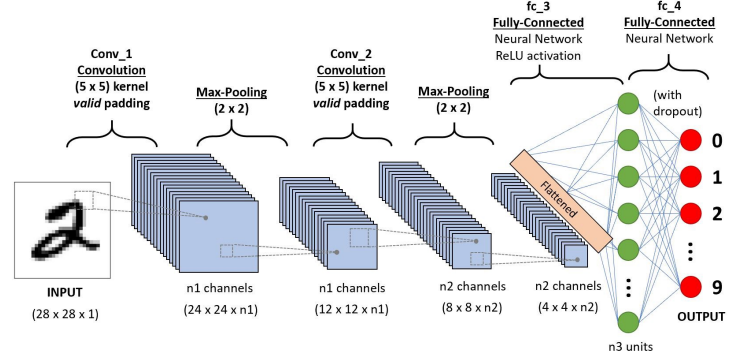 fc_3
Fully-Connected
Neural Network
ReLU activation
fc_4
Fully-Connected
Neural Network
Conv_1
Convolution
(5 x 5) kernel
valid padding
Max-Pooling
(2 x 2)
Conv_2
Convolution
(5 x 5) kernel
valid padding
Max-Pooling
(2 x 2)
(with
dropout)
2
Flattened
0
1
2
9
OUTPUT
INPUT
(28 x 28 x 1)
n1 channels
(24 x 24 x n1)
n1 channels
(12 x 12 x n1)
n2 channels
(8 x 8 x n2)
n2 channels
(4 x 4 x n2)
n3 units